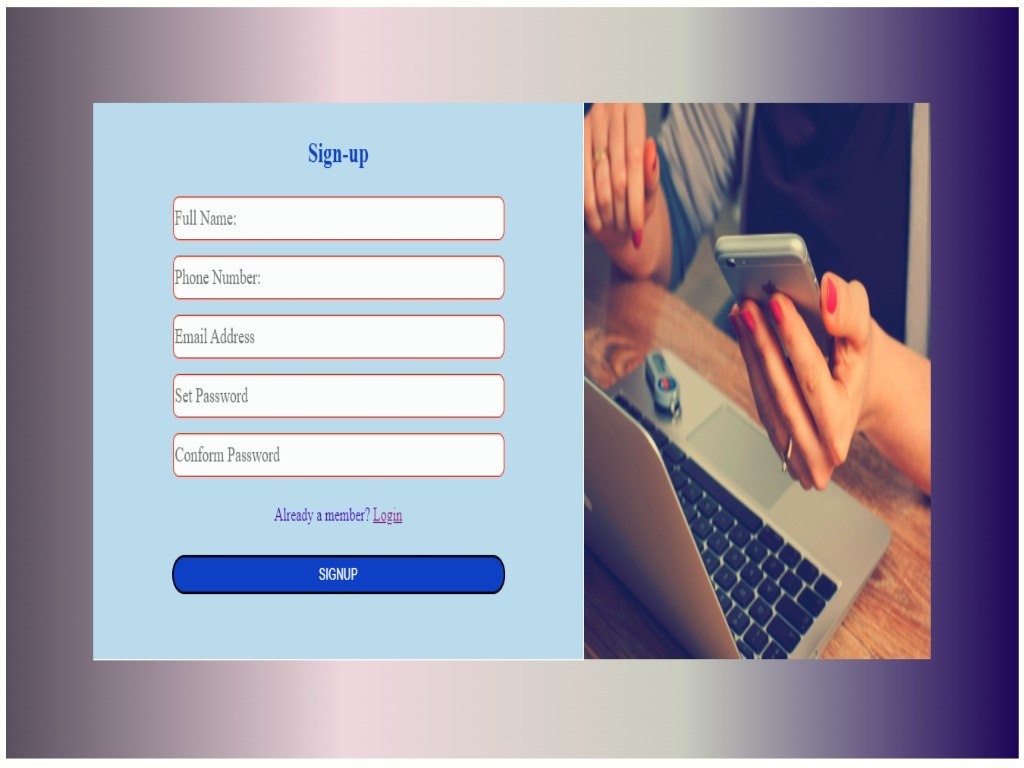 Sign-up
Full Name:
Phone Number:
Email Address
Set Password
Conform Password
Already a member? Login
SIGNUP